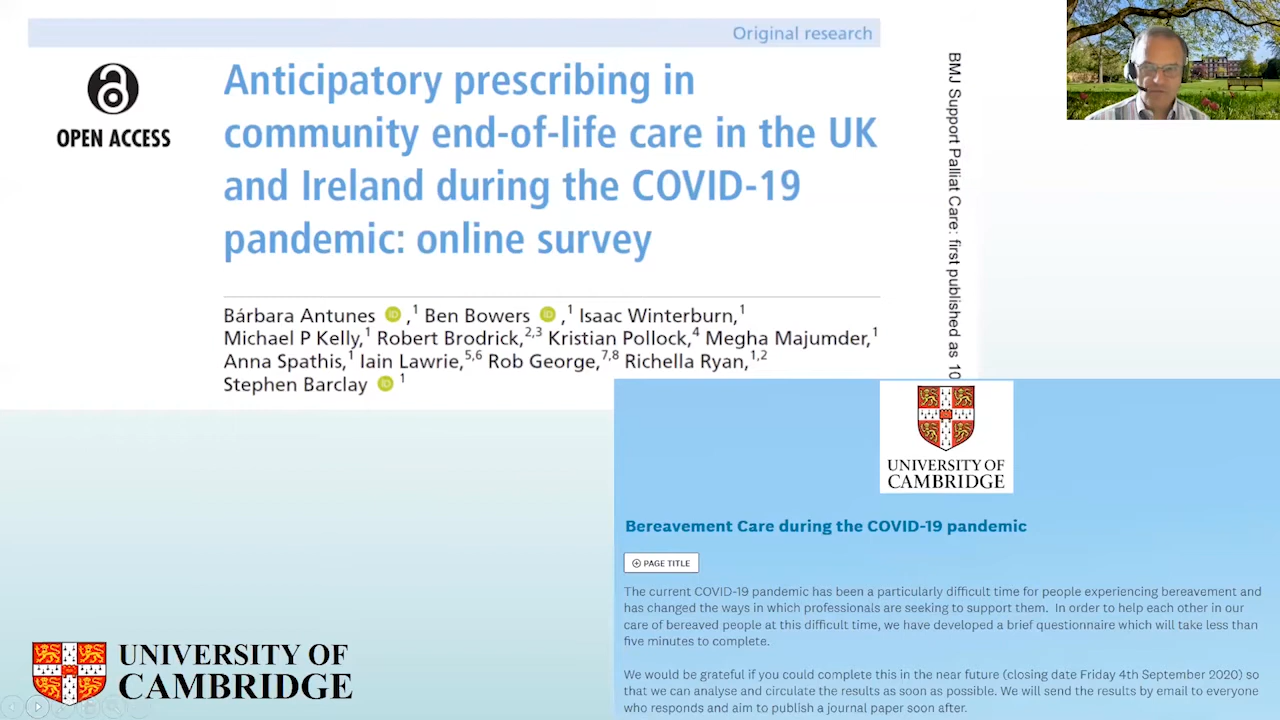 Original research
OPEN ACCESS
Anticipatory prescribing in
community end-of-life care in the UK
and Ireland during the COVID-19
pandemic: online survey
Bárbara Antunes iD ,1 Ben Bowers iD ,1 Isaac Winterburn,1
Michael P Kelly,1 Robert Brodrick,2,3 Kristian Pollock,4 Megha Majumder,1
Anna Spathis,1 Iain Lawrie,5,6 Rob George,7,8 Richella Ryan,1,2
Stephen Barclay iD 1
BMJ Support Palliat Care: first published as 10
UNIVERSITY OF
CAMBRIDGE
Bereavement Care during the COVID-19 pandemic
PAGE TITLE
The current COVID-19 pandemic has been a particularly difficult time for people experiencing bereavement and
has changed the ways in which professionals are seeking to support them. In order to help each other in our
care of bereaved people at this difficult time, we have developed a brief questionnaire which will take less than
five minutes to complete.
We would be grateful if you could complete this in the near future (closing date Friday 4th September 2020) so
that we can analyse and circulate the results as soon as possible. We will send the results by email to everyone
who responds and aim to publish a journal paper soon after.
UNIVERSITY OF
CAMBRIDGE